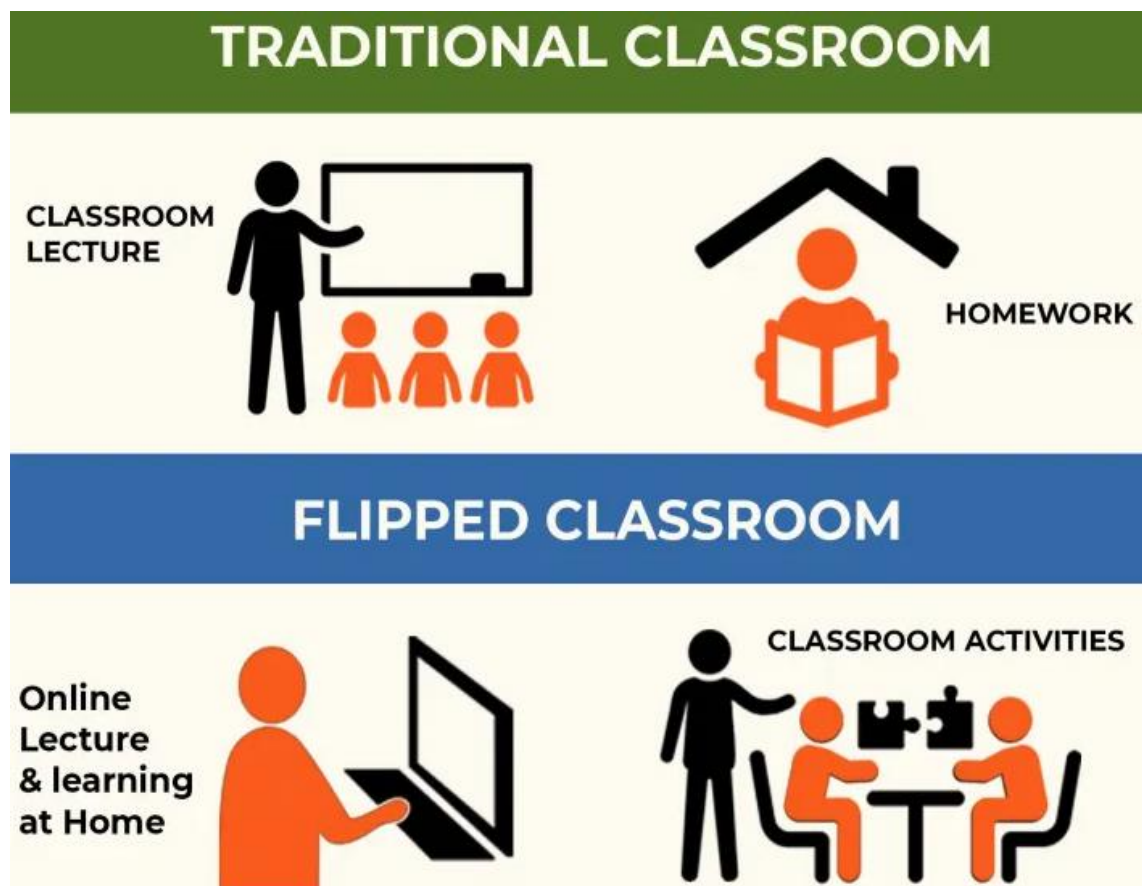 TRADITIONAL CLASSROOM
CLASSROOM
LECTURE
HOMEWORK
FLIPPED CLASSROOM
CLASSROOM ACTIVITIES
Online
Lecture
& learning
at Home